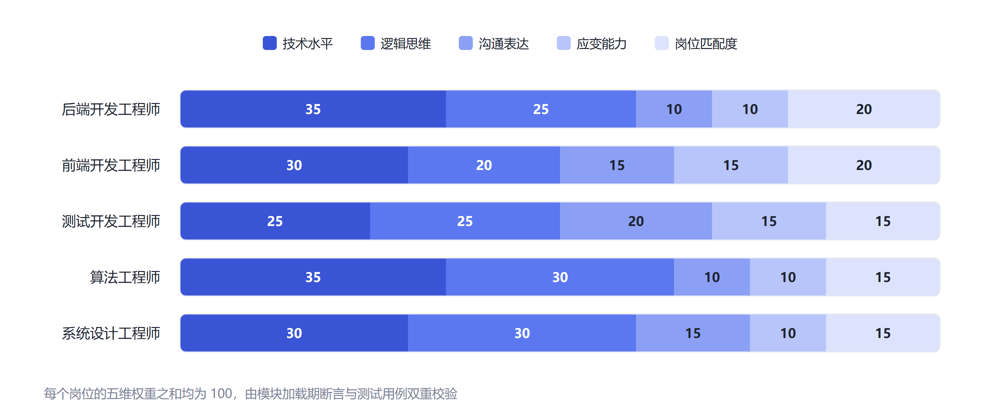 技术水平 逻辑思维 沟通表达 应变能力 岗位匹配度
后端开发工程师 35 25 10 10 20
前端开发工程师 30 20 15 15 20
测试开发工程师 25 25 20 15 15
算法工程师 35 30 10 10 15
系统设计工程师 30 30 15 10 15
每个岗位的五维权重之和均为 100，由模块加载期断言与测试用例双重校验